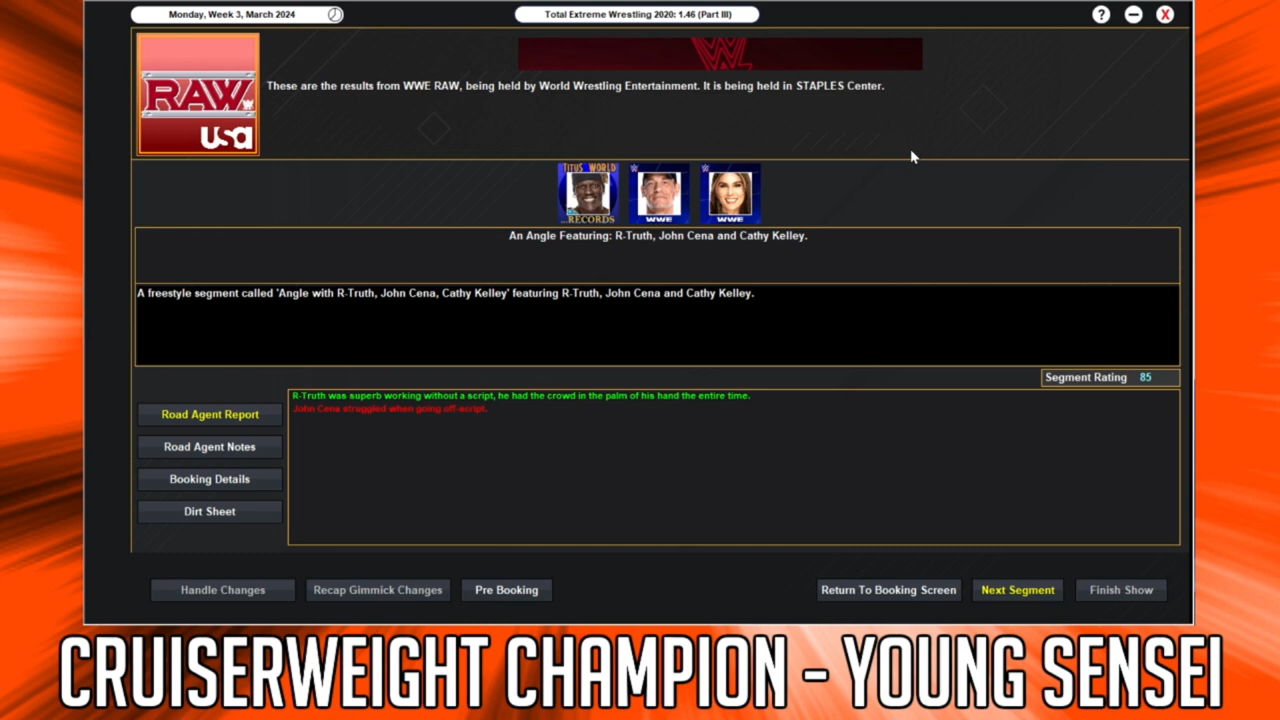 Monday, Week 3, March 2024
Total Extreme Wrestling 2020: 1.46 (Part III)
?
X
RAW
USA
These are the results from WWE RAW, being held by World Wrestling Entertainment. It is being held in STAPLES Center.
TITUS WORLD
RECORDS
WWE
WWE
An Angle Featuring: R-Truth, John Cena and Cathy Kelley.
A freestyle segment called 'Angle with R-Truth, John Cena, Cathy Kelley' featuring R-Truth, John Cena and Cathy Kelley.
Segment Rating 85
R-Truth was superb working without a script, he had the crowd in the palm of his hand the entire time.
John Cena struggled when going off-script.
Road Agent Report
Road Agent Notes
Booking Details
Dirt Sheet
Handle Changes
Recap Gimmick Changes
Pre Booking
Return To Booking Screen
Next Segment
Finish Show
CRUISERWEIGHT CHAMPION - YOUNG SENSEI